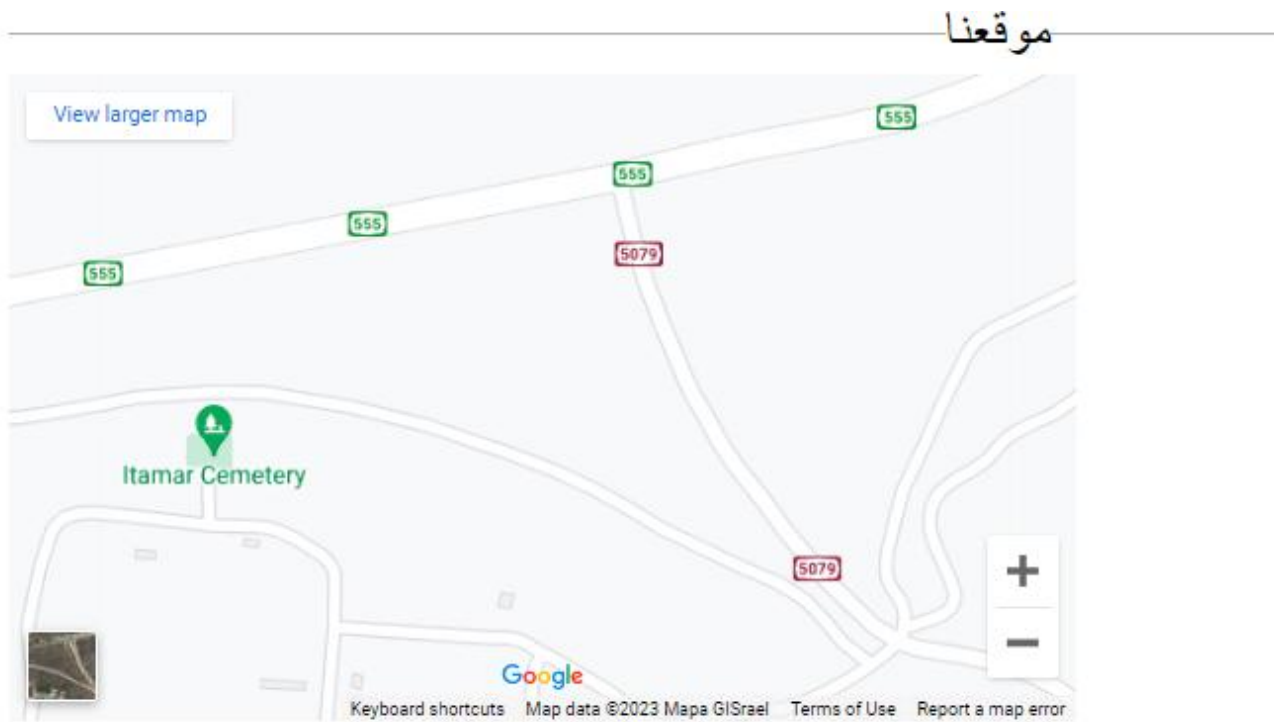 موقعنا
View larger map
555
555
5079
555
555
Itamar Cemetery
5079
Google
Keyboard shortcuts Map data ©2023 Mapa GISrael Terms of Use Report a map error